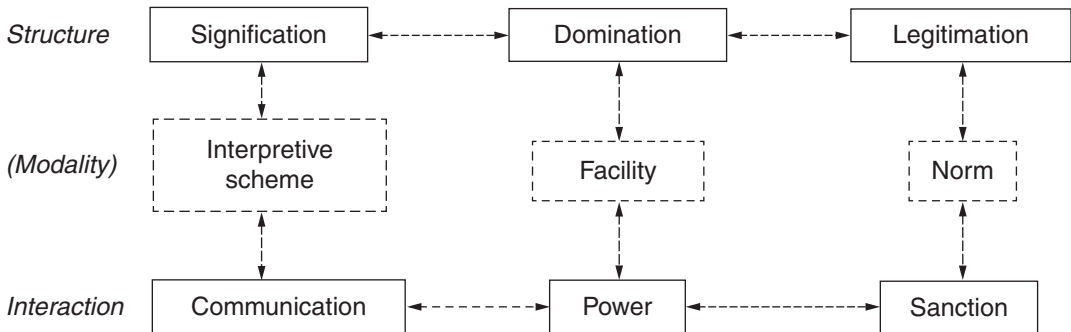 Structure Signification Domination Legitimation
(Modality) Interpretive
scheme Facility Norm
Interaction Communication Power Sanction